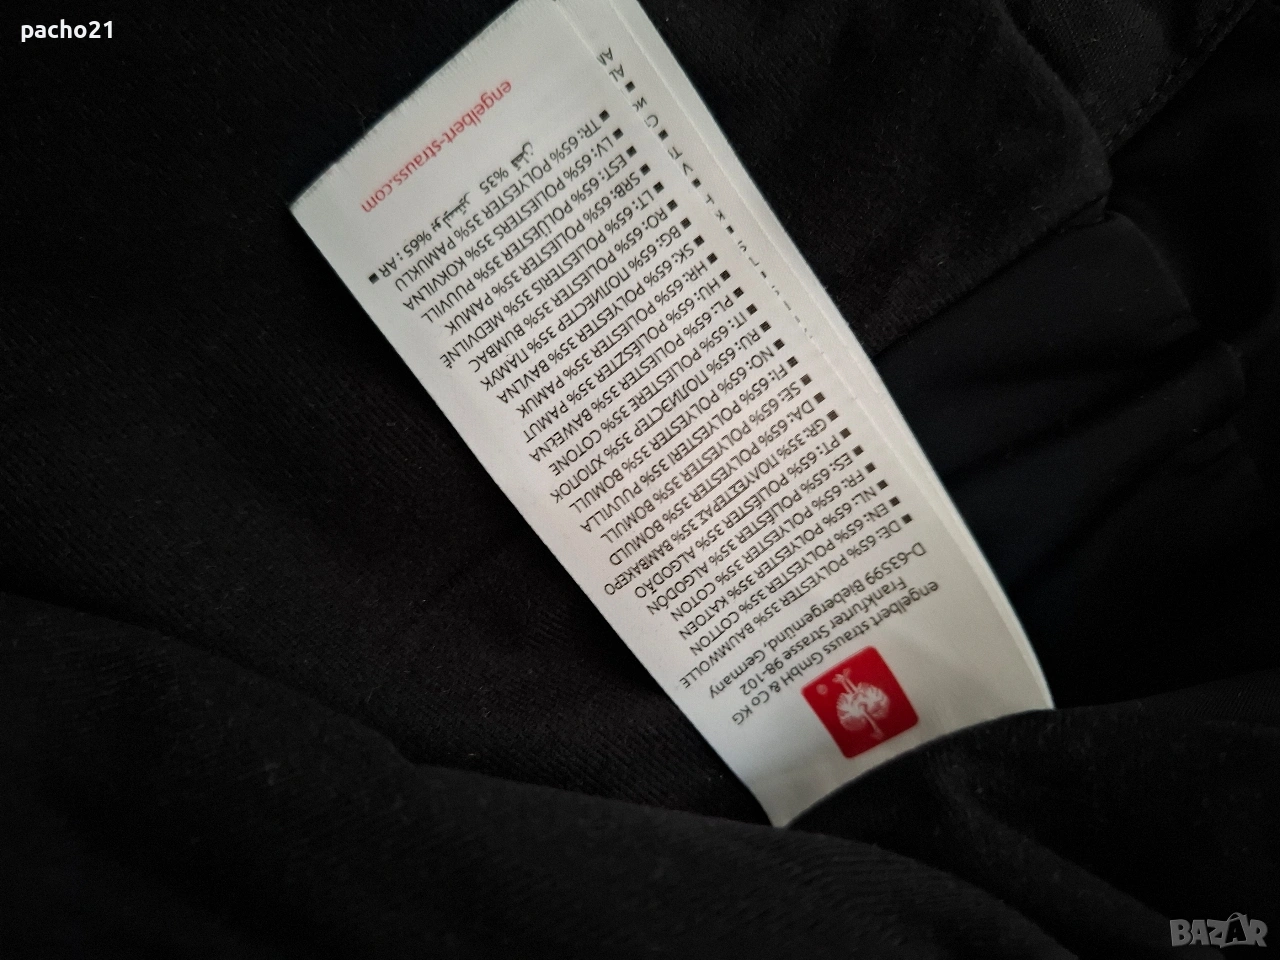 pacho21
engelbert strauss GmbH & Co KG
Frankfurter Strasse 98-102
D-63599 Biebergemünd, Germany
■ DE: 65% POLYESTER 35% BAUMWOLLE
■ EN: 65% POLYESTER 35% COTTON
■ NL: 65% POLYESTER 35% KATOEN
■ FR: 65% POLYESTER 35% COTON
■ ES: 65% POLIÉSTER 35% ALGODÓN
■ PT: 65% POLIÉSTER 35% ALGODÃO
■ GR: 35% ΠΟΛΥΕΣΤΕΡΑΣ 35% ΒΑΜΒΑΚΕΡΟ
■ DA: 65% POLYESTER 35% BOMULD
■ SE: 65% POLYESTER 35% BOMULL
■ FI: 65% POLYESTERI 35% PUUVILLA
■ NO: 65% POLYESTER 35% BOMULL
■ RU: 65% ПОЛИЭСТЕР 35% ХЛОПОК
■ IT: 65% POLIESTERE 35% COTONE
■ PL: 65% POLIESTER 35% BAWEŁNA
■ HU: 65% POLIÉSZTER 35% PAMUT
■ HR: 65% POLIESTER 35% PAMUK
■ SK: 65% POLYESTER 35% BAVLNA
■ BG: 65% ПОЛИЕСТЕР 35% ПАМУК
■ RO: 65% POLIESTER 35% BUMBAC
■ LT: 65% POLIESTERIS 35% MEDVILNĖ
■ SRB: 65% POLIESTER 35% PAMUK
■ EST: 65% POLÜESTER 35% PUUVILL
■ LV: 65% POLIESTERS 35% KOKVILNA
■ TR: 65% POLYESTER 35% PAMUKLU
■ AR : %65 بوليستر %35 كتان
engelbert-strauss.com
BAZAR